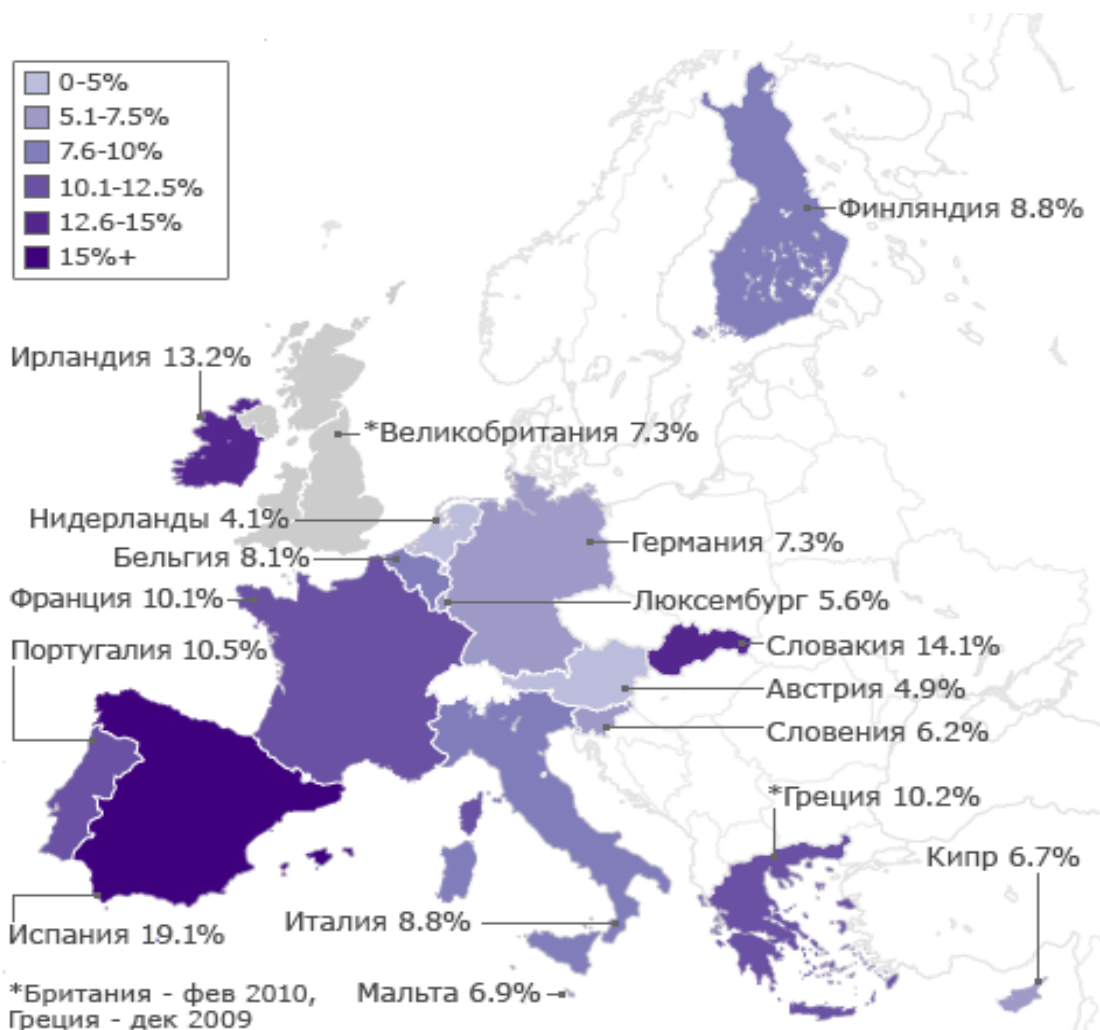 0-5%
5.1-7.5%
7.6-10%
10.1-12.5%
12.6-15%
15%+
Финляндия 8.8%
Ирландия 13.2%
*Великобритания 7.3%
Нидерланды 4.1%
Германия 7.3%
Бельгия 8.1%
Франция 10.1%
Люксембург 5.6%
Португалия 10.5%
Словакия 14.1%
Австрия 4.9%
Словения 6.2%
*Греция 10.2%
Кипр 6.7%
Италия 8.8%
Испания 19.1%
Мальта 6.9%
*Британия - фев 2010,
Греция - дек 2009